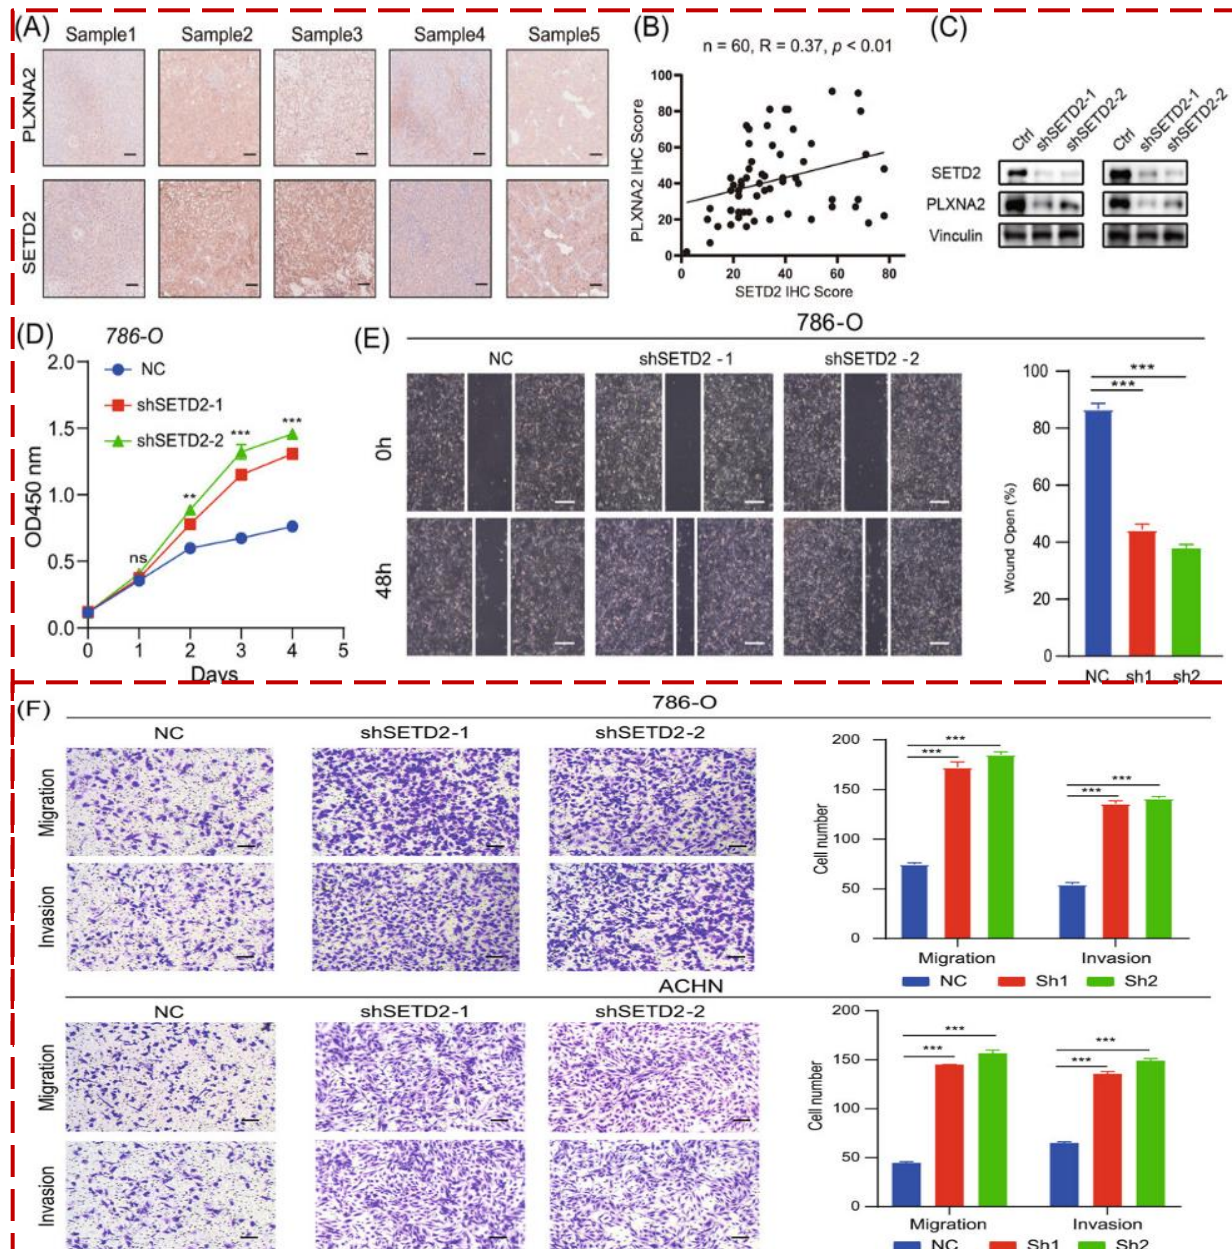 (A)
Sample1 Sample2 Sample3 Sample4 Sample5
PLXNA2
SETD2
(B)
n = 60, R = 0.37, p < 0.01
PLXNA2 IHC Score
100
80
60
40
20
0
0 20 40 60 80
SETD2 IHC Score
(C)
Ctrl shSETD2-1 shSETD2-2 Ctrl shSETD2-1 shSETD2-2
SETD2
PLXNA2
Vinculin
(D)
786-O
NC
shSETD2-1
shSETD2-2
OD450 nm
2.0
1.5
1.0
0.5
0.0
ns ** *** ***
0 1 2 3 4 5
Days
(E)
786-O
NC shSETD2 -1 shSETD2 -2
0h
48h
Wound Open (%)
100
80
60
40
20
0
***
***
NC sh1 sh2
(F)
786-O
NC shSETD2-1 shSETD2-2
Migration
Invasion
Cell number
200
150
100
50
0
***
***
***
***
Migration Invasion
NC Sh1 Sh2
ACHN
NC shSETD2-1 shSETD2-2
Migration
Invasion
Cell number
200
150
100
50
0
***
***
***
***
Migration Invasion
NC Sh1 Sh2